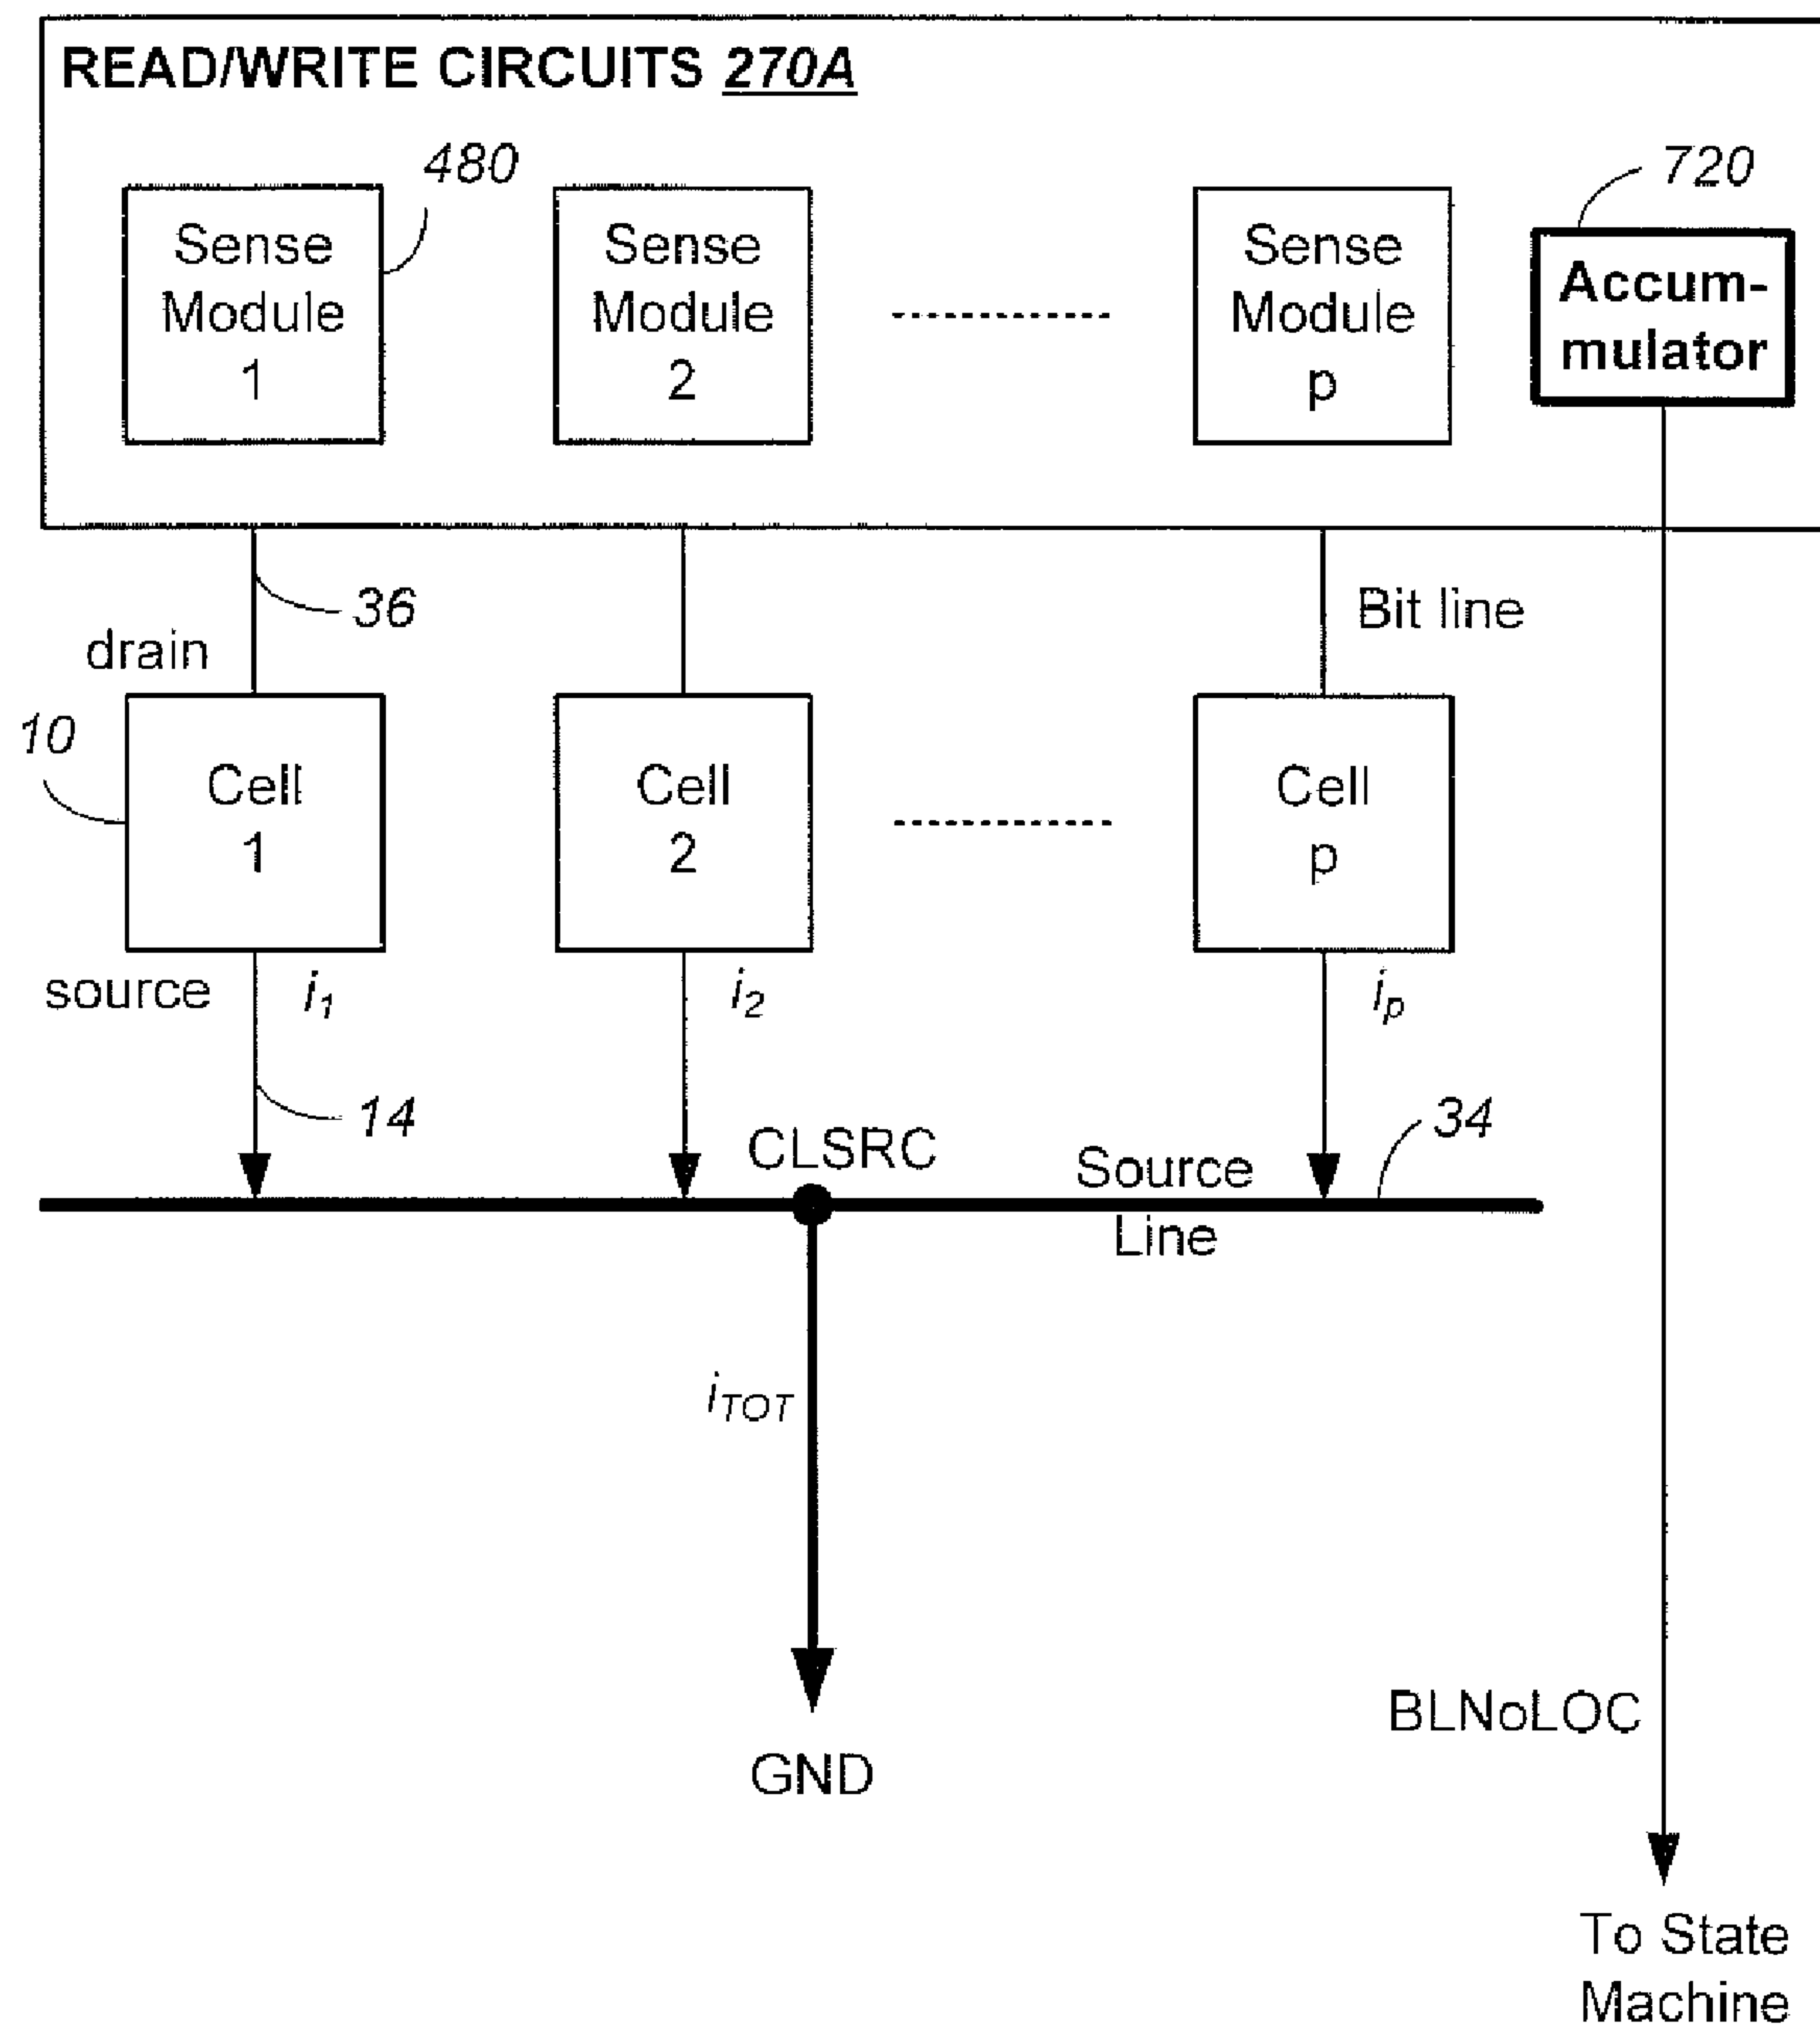 READ/WRITE CIRCUITS 270A
480
720
Sense
Module
1
Sense
Module
2
Sense
Module
p
Accum-
mulator
36
drain
Bit line
10
Cell
1
Cell
2
Cell
p
source
i1
i2
ip
14
CLSRC
Source
Line
34
iTOT
BLNoLOC
GND
To State
Machine